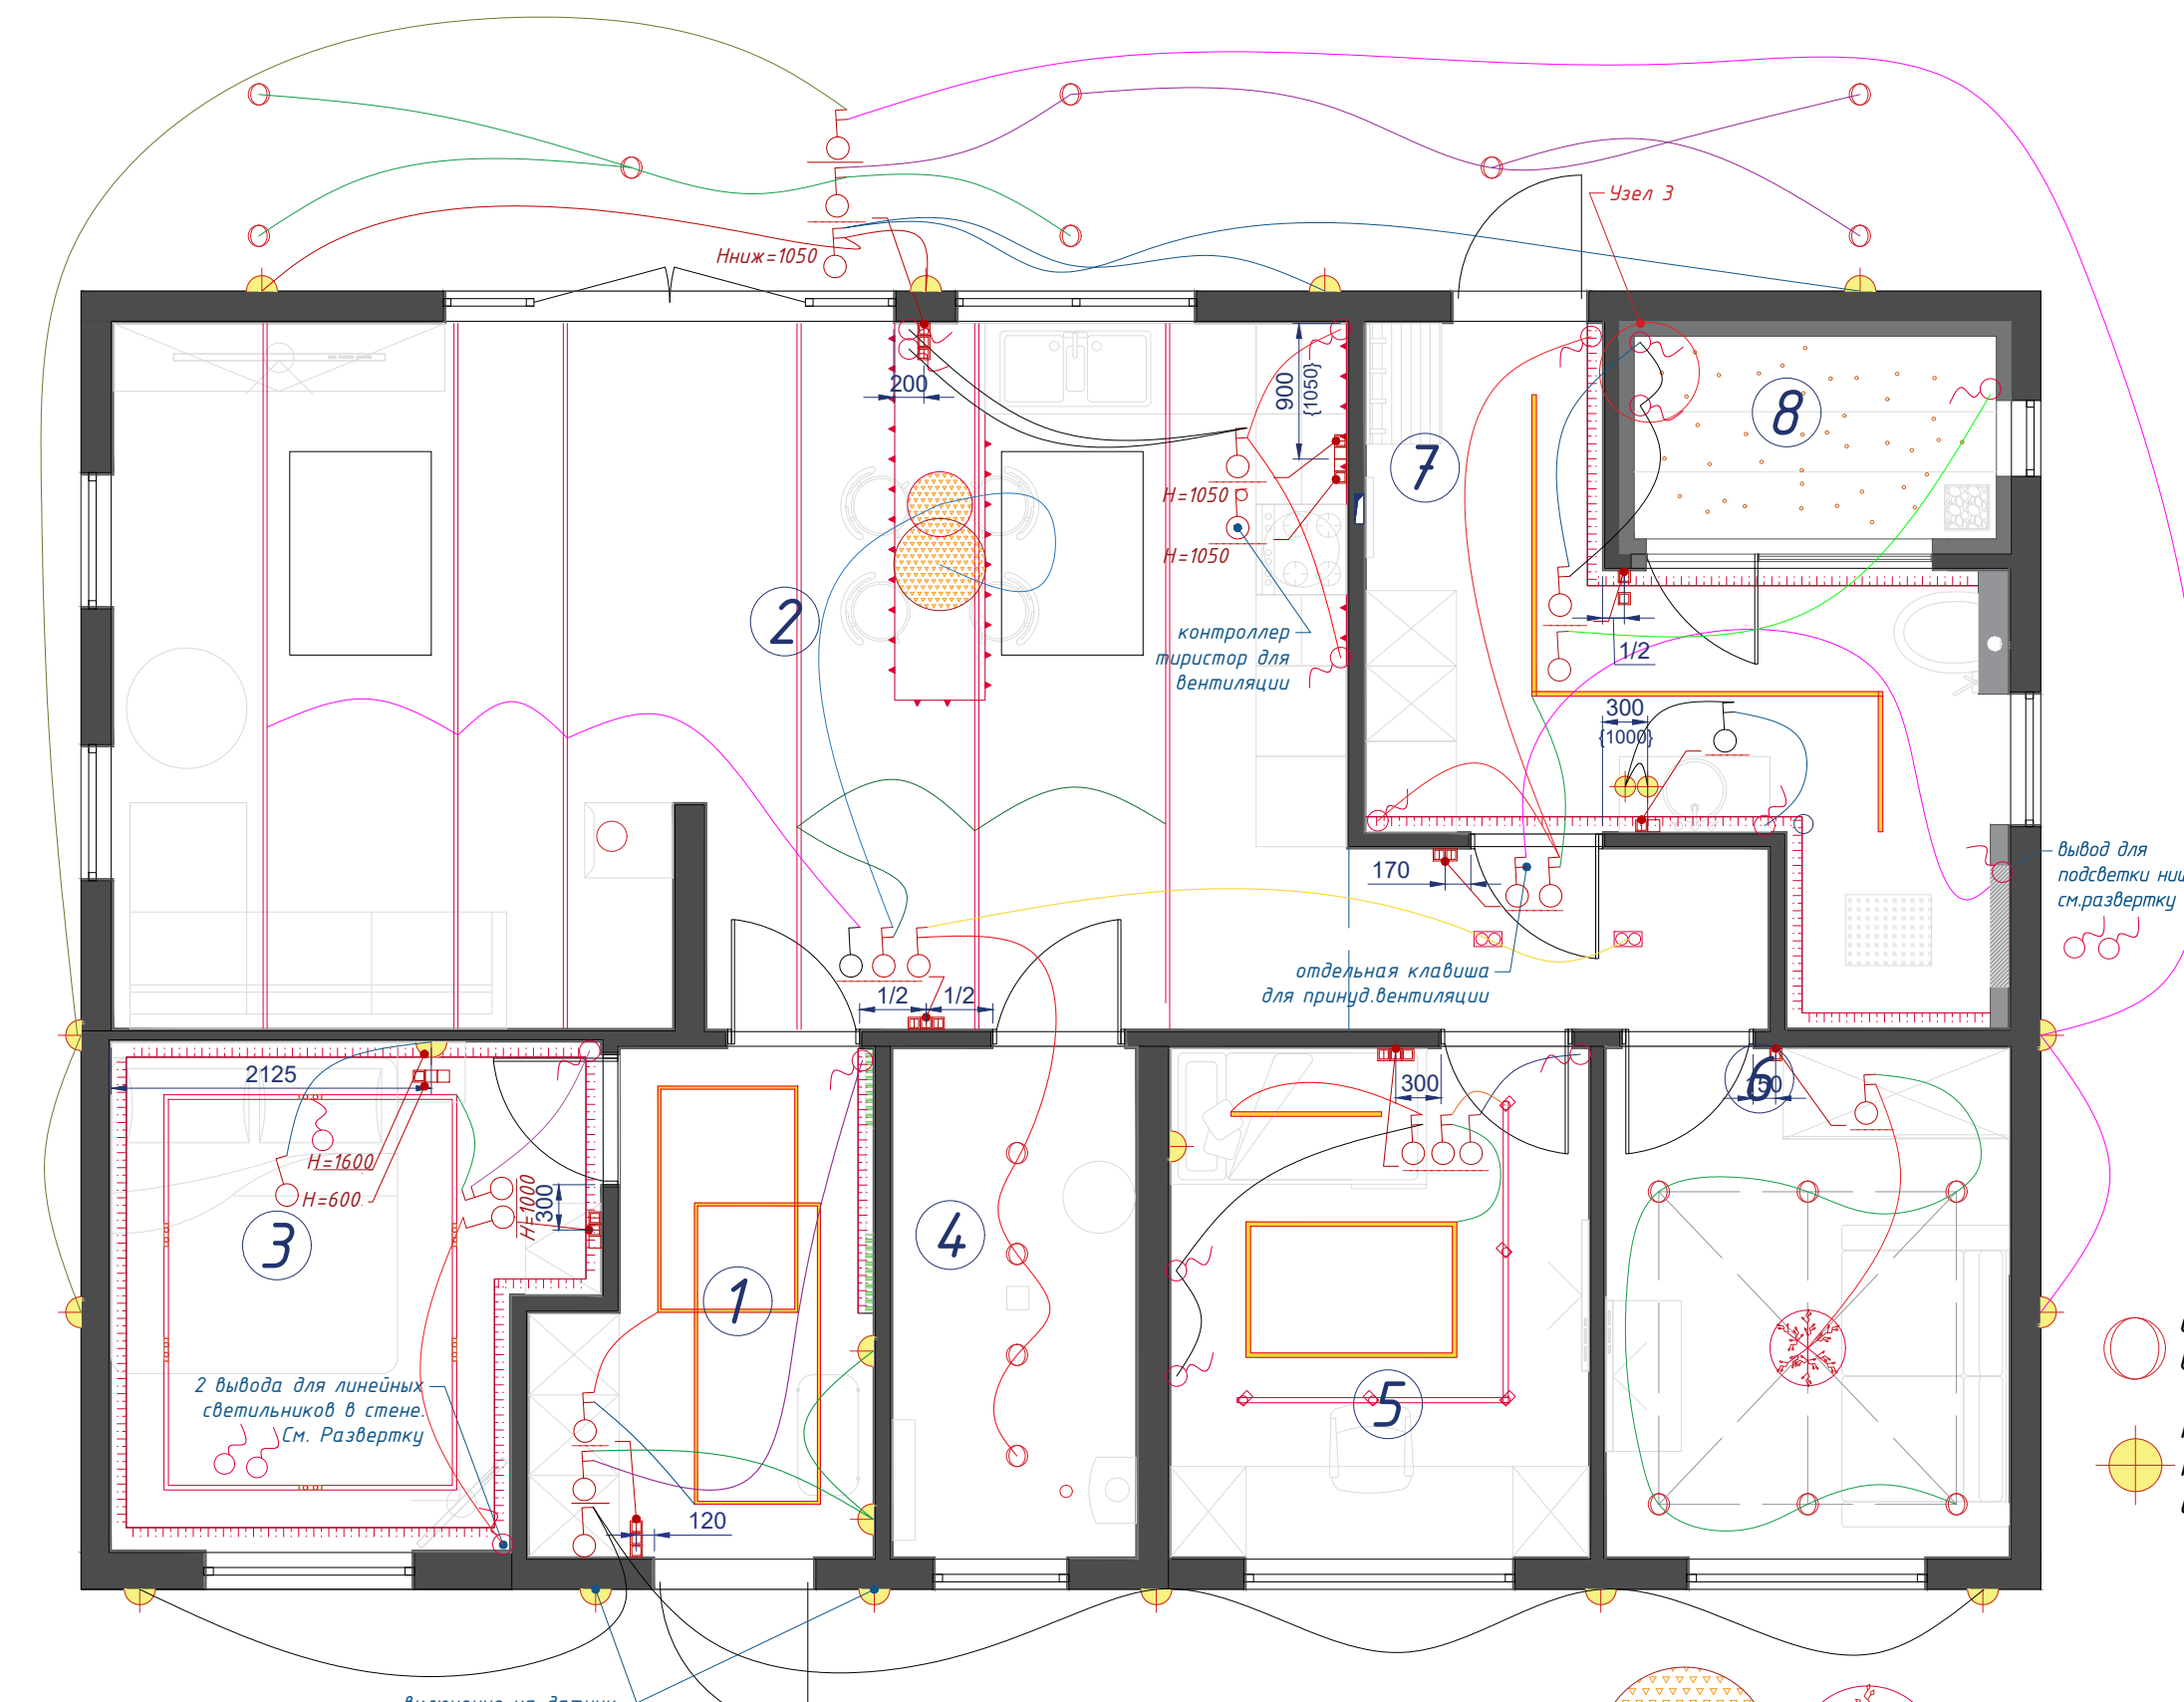 Узел 3
Hниж=1050
200
900
{1050}
8
7
H=1050
H=1050
2
контроллер
тиристор для
вентиляции
1/2
300
{1000}
вывод для
подсветки
см.развертку
170
отдельная клавиша
для принуд.вентиляции
1/2
1/2
2125
300
6
150
H=1600
H=600
H=1000
300
3
4
1
5
2 вывода для линейных
светильников в стене.
См. Развертку
120